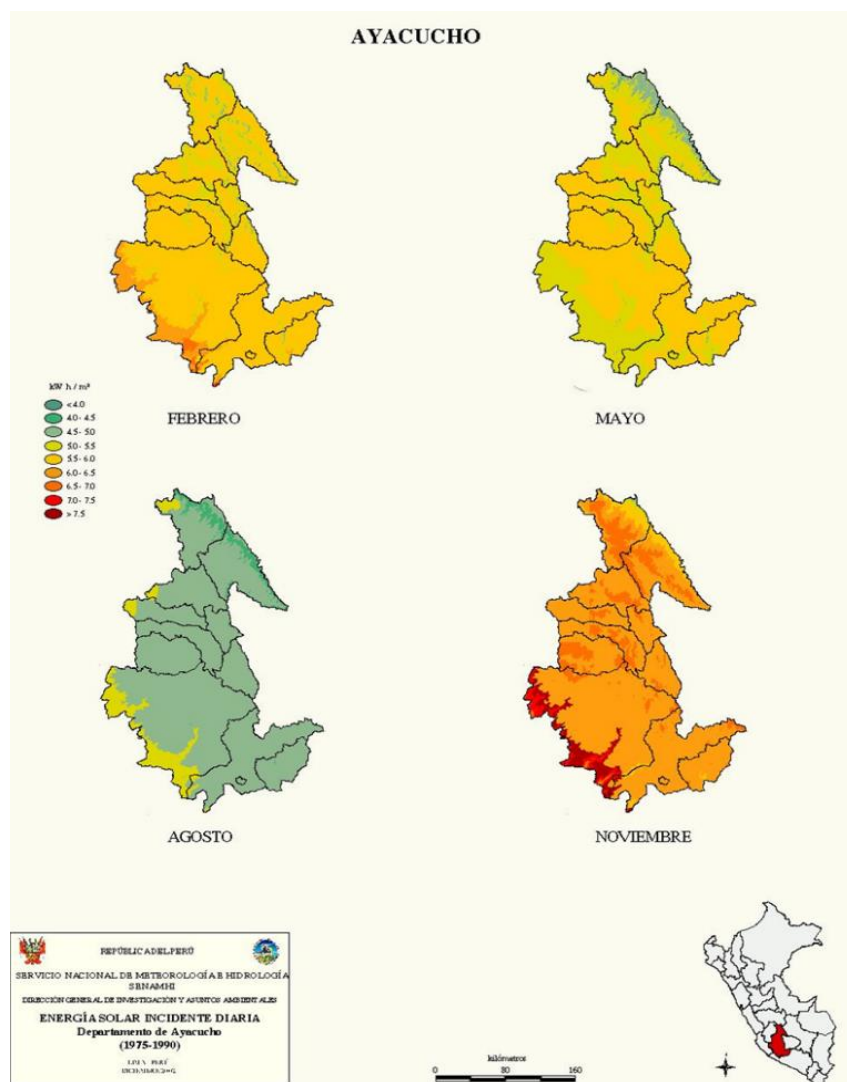 AYACUCHO
FEBRERO
MAYO
kW h / m²
< 4.0
4.0 - 4.5
4.5 - 5.0
5.0 - 5.5
5.5 - 6.0
6.0 - 6.5
6.5 - 7.0
7.0 - 7.5
> 7.5
AGOSTO
NOVIEMBRE
REPÚBLICA DEL PERÚ
SERVICIO NACIONAL DE METEOROLOGÍA E HIDROLOGÍA
SENAMHI
DIRECCIÓN GENERAL DE INVESTIGACIÓN Y ASUNTOS AMBIENTALES
ENERGÍA SOLAR INCIDENTE DIARIA
Departamento de Ayacucho
(1975-1990)
LIMA - PERÚ
kilómetros
0 80 160